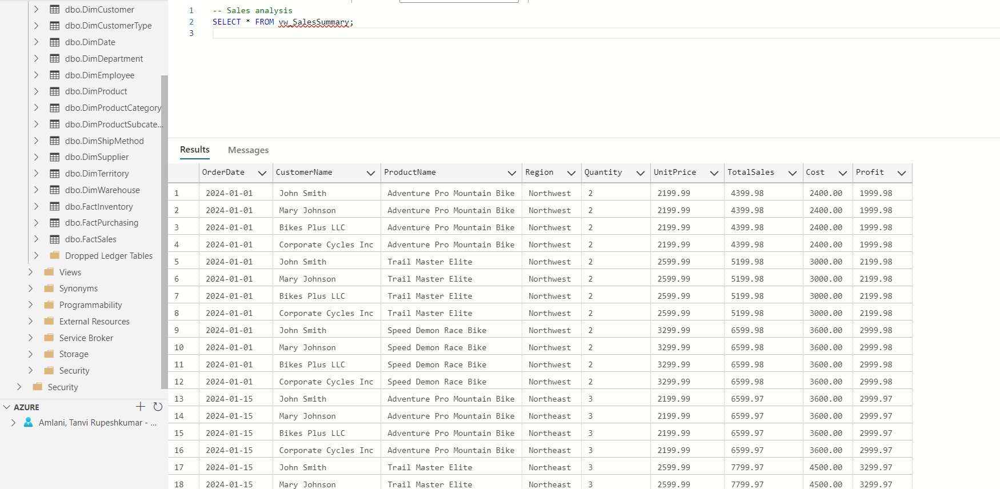 dbo.DimCustomer
dbo.DimCustomerType
dbo.DimDate
dbo.DimDepartment
dbo.DimEmployee
dbo.DimProduct
dbo.DimProductCategory
dbo.DimProductSubcate...
dbo.DimShipMethod
dbo.DimSupplier
dbo.DimTerritory
dbo.DimWarehouse
dbo.FactInventory
dbo.FactPurchasing
dbo.FactSales
Dropped Ledger Tables
Views
Synonyms
Programmability
External Resources
Service Broker
Storage
Security
Security
AZURE
Amlani, Tanvi Rupeshkumar - ...
1 -- Sales analysis
2 SELECT * FROM vw_SalesSummary;
3
Results Messages
OrderDate CustomerName ProductName Region Quantity UnitPrice TotalSales Cost Profit
1 2024-01-01 John Smith Adventure Pro Mountain Bike Northwest 2 2199.99 4399.98 2400.00 1999.98
2 2024-01-01 Mary Johnson Adventure Pro Mountain Bike Northwest 2 2199.99 4399.98 2400.00 1999.98
3 2024-01-01 Bikes Plus LLC Adventure Pro Mountain Bike Northwest 2 2199.99 4399.98 2400.00 1999.98
4 2024-01-01 Corporate Cycles Inc Adventure Pro Mountain Bike Northwest 2 2199.99 4399.98 2400.00 1999.98
5 2024-01-01 John Smith Trail Master Elite Northwest 2 2599.99 5199.98 3000.00 2199.98
6 2024-01-01 Mary Johnson Trail Master Elite Northwest 2 2599.99 5199.98 3000.00 2199.98
7 2024-01-01 Bikes Plus LLC Trail Master Elite Northwest 2 2599.99 5199.98 3000.00 2199.98
8 2024-01-01 Corporate Cycles Inc Trail Master Elite Northwest 2 2599.99 5199.98 3000.00 2199.98
9 2024-01-01 John Smith Speed Demon Race Bike Northwest 2 3299.99 6599.98 3600.00 2999.98
10 2024-01-01 Mary Johnson Speed Demon Race Bike Northwest 2 3299.99 6599.98 3600.00 2999.98
11 2024-01-01 Bikes Plus LLC Speed Demon Race Bike Northwest 2 3299.99 6599.98 3600.00 2999.98
12 2024-01-01 Corporate Cycles Inc Speed Demon Race Bike Northwest 2 3299.99 6599.98 3600.00 2999.98
13 2024-01-15 John Smith Adventure Pro Mountain Bike Northeast 3 2199.99 6599.97 3600.00 2999.97
14 2024-01-15 Mary Johnson Adventure Pro Mountain Bike Northeast 3 2199.99 6599.97 3600.00 2999.97
15 2024-01-15 Bikes Plus LLC Adventure Pro Mountain Bike Northeast 3 2199.99 6599.97 3600.00 2999.97
16 2024-01-15 Corporate Cycles Inc Adventure Pro Mountain Bike Northeast 3 2199.99 6599.97 3600.00 2999.97
17 2024-01-15 John Smith Trail Master Elite Northeast 3 2599.99 7799.97 4500.00 3299.97
18 2024-01-15 Mary Johnson Trail Master Elite Northeast 3 2599.99 7799.97 4500.00 3299.97